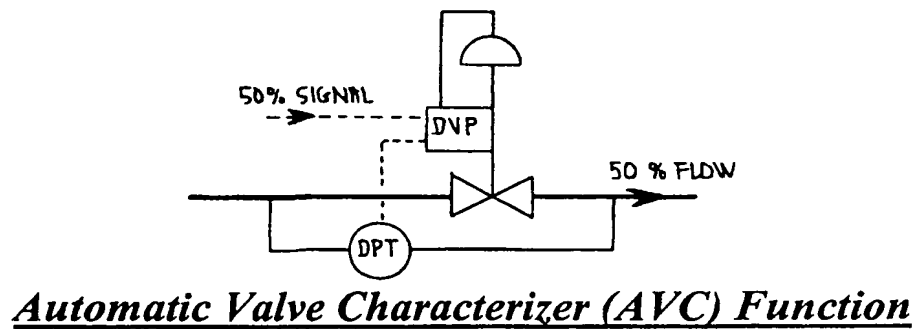 50% SIGNAL
DVP
50 % FLOW
DPT
Automatic Valve Characterizer (AVC) Function